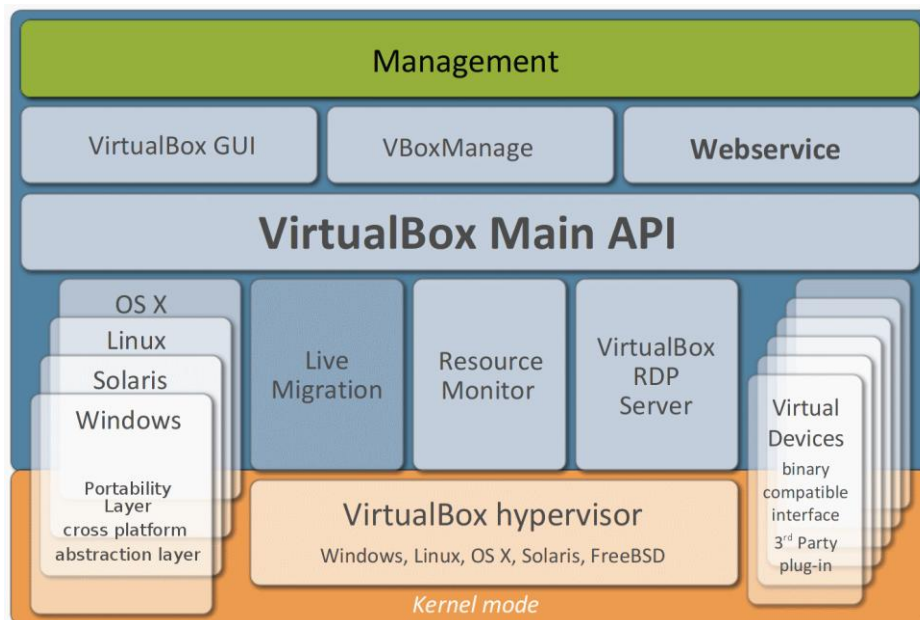 Management
VirtualBox GUI
VBoxManage
Webservice
VirtualBox Main API
OS X
Linux
Solaris
Windows
Portability
Layer
cross platform
abstraction layer
Live
Migration
Resource
Monitor
VirtualBox
RDP
Server
Virtual
Devices
binary
compatible
interface
3rd Party
plug-in
VirtualBox hypervisor
Windows, Linux, OS X, Solaris, FreeBSD
Kernel mode